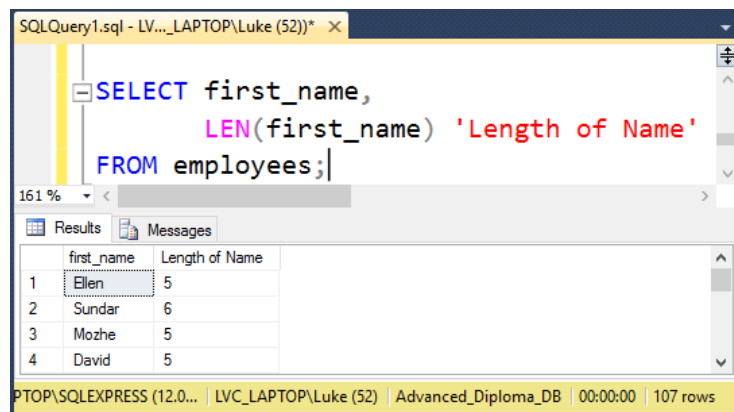 SQLQuery1.sql - LV..._LAPTOP\Luke (52))* ×
SELECT first_name,
LEN(first_name) 'Length of Name'
FROM employees;
161 %
Results Messages
first_name Length of Name
1 Ellen 5
2 Sundar 6
3 Mozhe 5
4 David 5
PTOP\SQLEXPRESS (12.0... LVC_LAPTOP\Luke (52) Advanced_Diploma_DB 00:00:00 107 rows